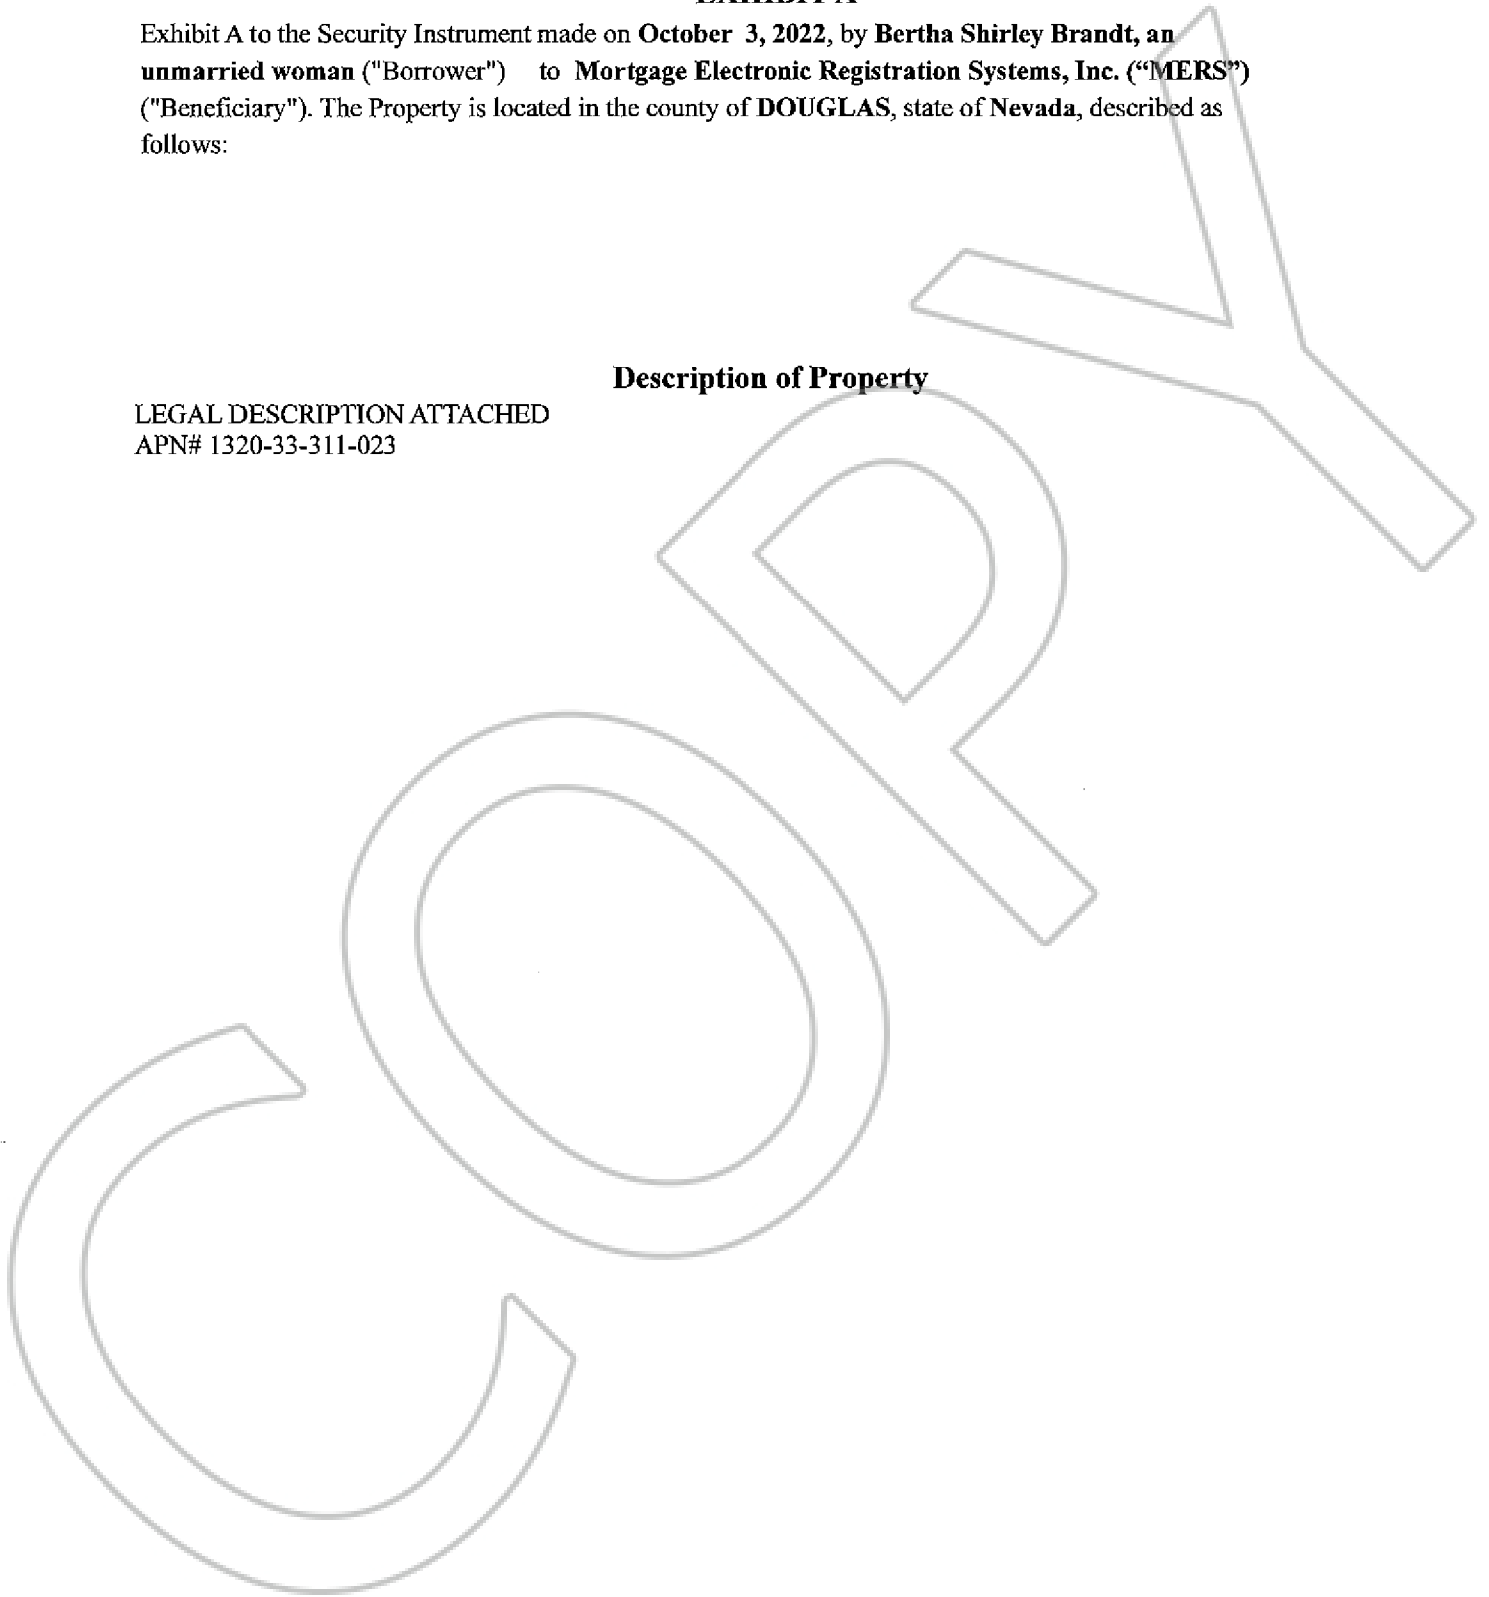 EXHIBIT A
Exhibit A to the Security Instrument made on October 3, 2022, by Bertha Shirley Brandt, an
unmarried woman ("Borrower") to Mortgage Electronic Registration Systems, Inc. (“MERS”)
("Beneficiary"). The Property is located in the county of DOUGLAS, state of Nevada, described as
follows:
Description of Property
LEGAL DESCRIPTION ATTACHED
APN# 1320-33-311-023
COPY